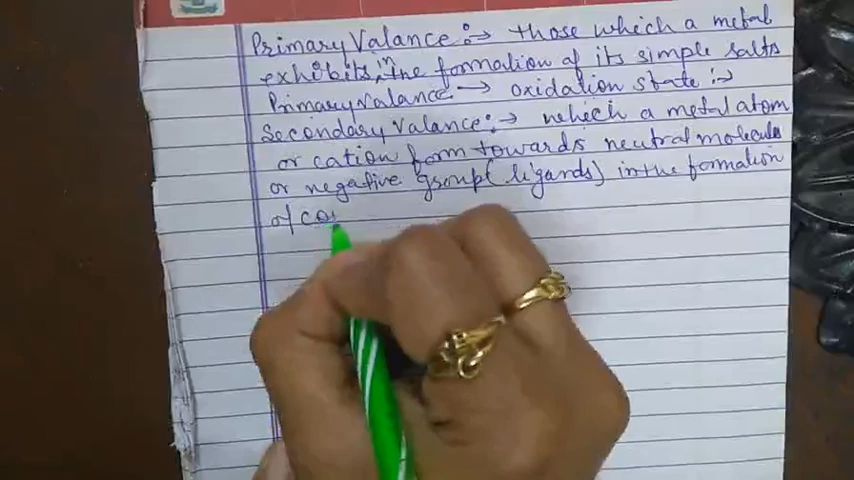 Primary Valance :→ those which a metal
exhibits in the formation of its simple salts
Primary valance → oxidation state :→
Secondary Valance :→ which a metal atom
or cation form towards neutral molecule
or negative group (ligands) in the formation
of co